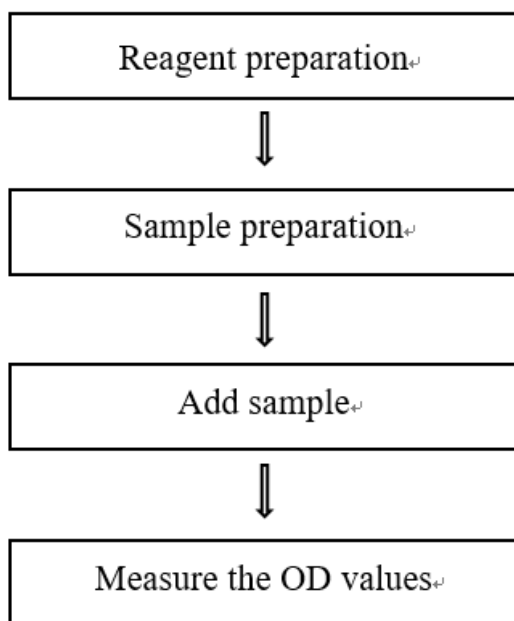 Reagent preparation
Sample preparation
Add sample
Measure the OD values